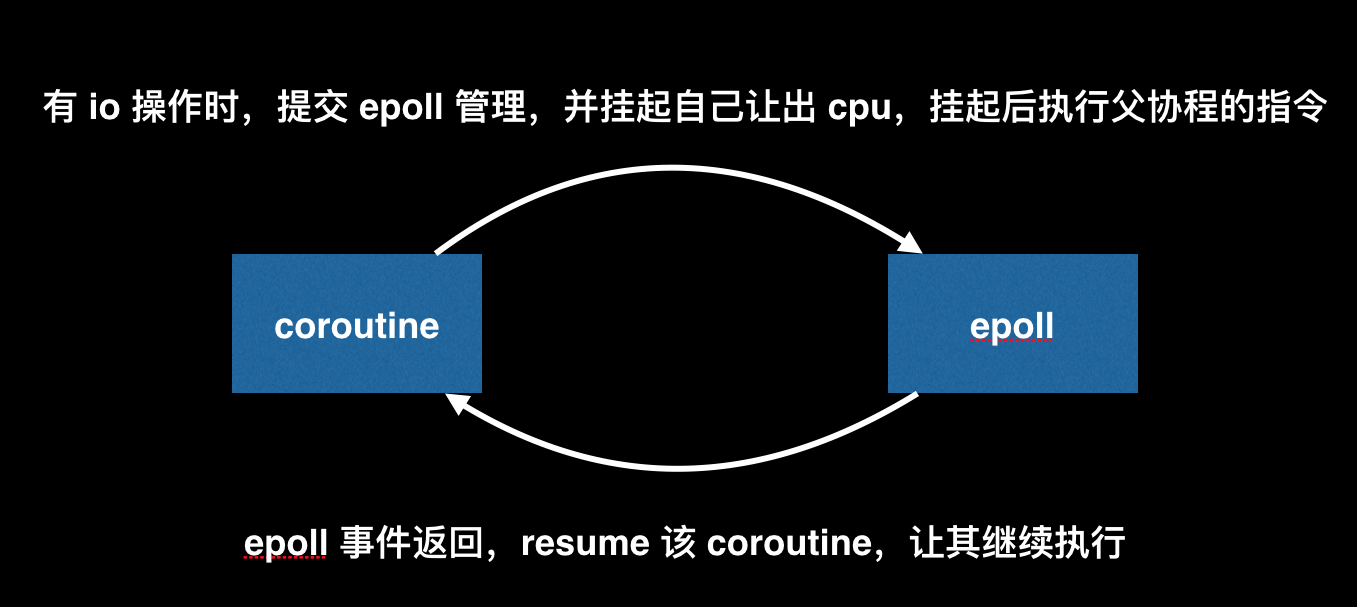 有 io 操作时，提交 epoll 管理，并挂起自己让出 cpu，挂起后执行父协程的指令
coroutine
epoll
epoll 事件返回，resume 该 coroutine，让其继续执行